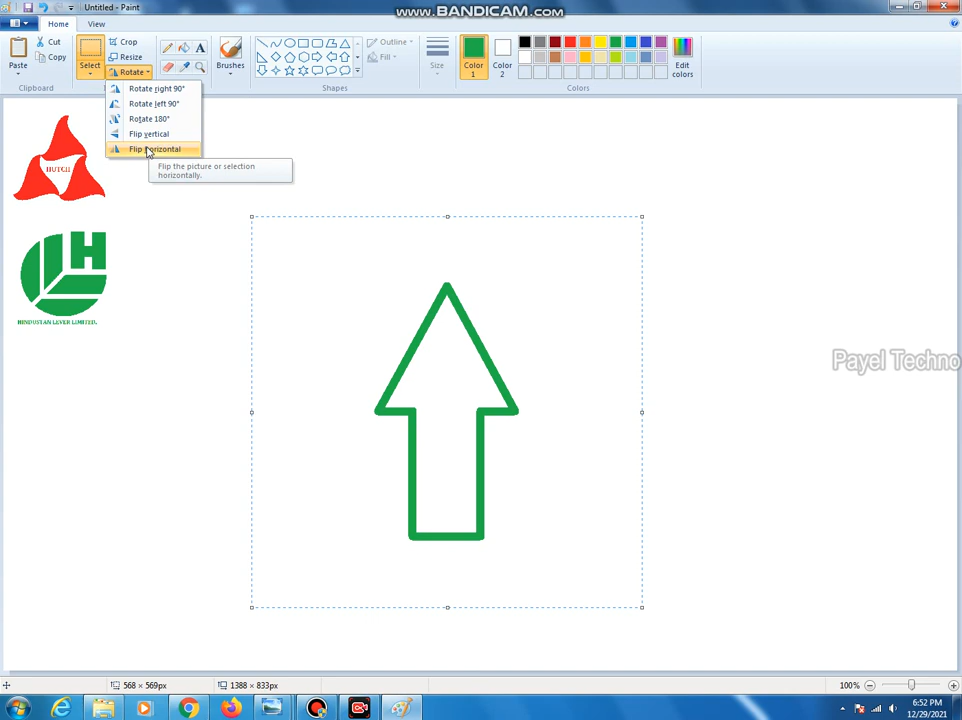 Untitled - Paint
www.BANDICAM.com
Home
View
Paste
Cut
Copy
Clipboard
Select
Crop
Resize
Rotate
A
Brushes
Outline
Fill
Shapes
Size
Color 1
Color 2
Edit colors
Colors
Rotate right 90°
Rotate left 90°
Rotate 180°
Flip vertical
Flip horizontal
Flip the picture or selection
horizontally.
HUTCH
H
HINDUSTAN LEVER LIMITED.
Payel Techno
568 × 569px
1388 × 833px
100%
6:52 PM
12/29/2021